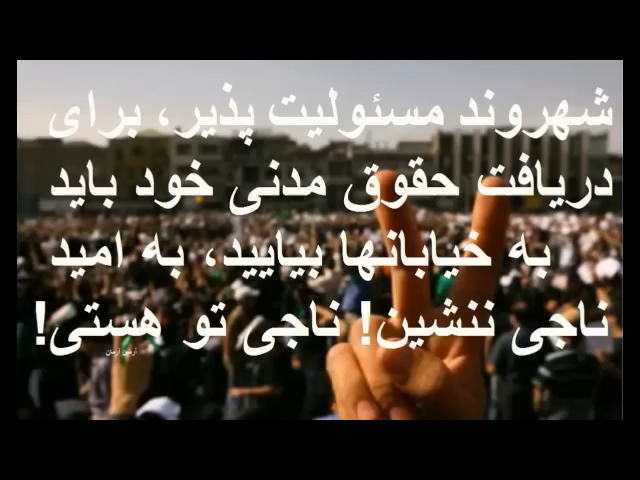 شهروند مسئولیت پذیر، برای
دریافت حقوق مدنی خود باید
به خیابانها بیایید، به امید
ناجی ننشین! ناجی تو هستی!